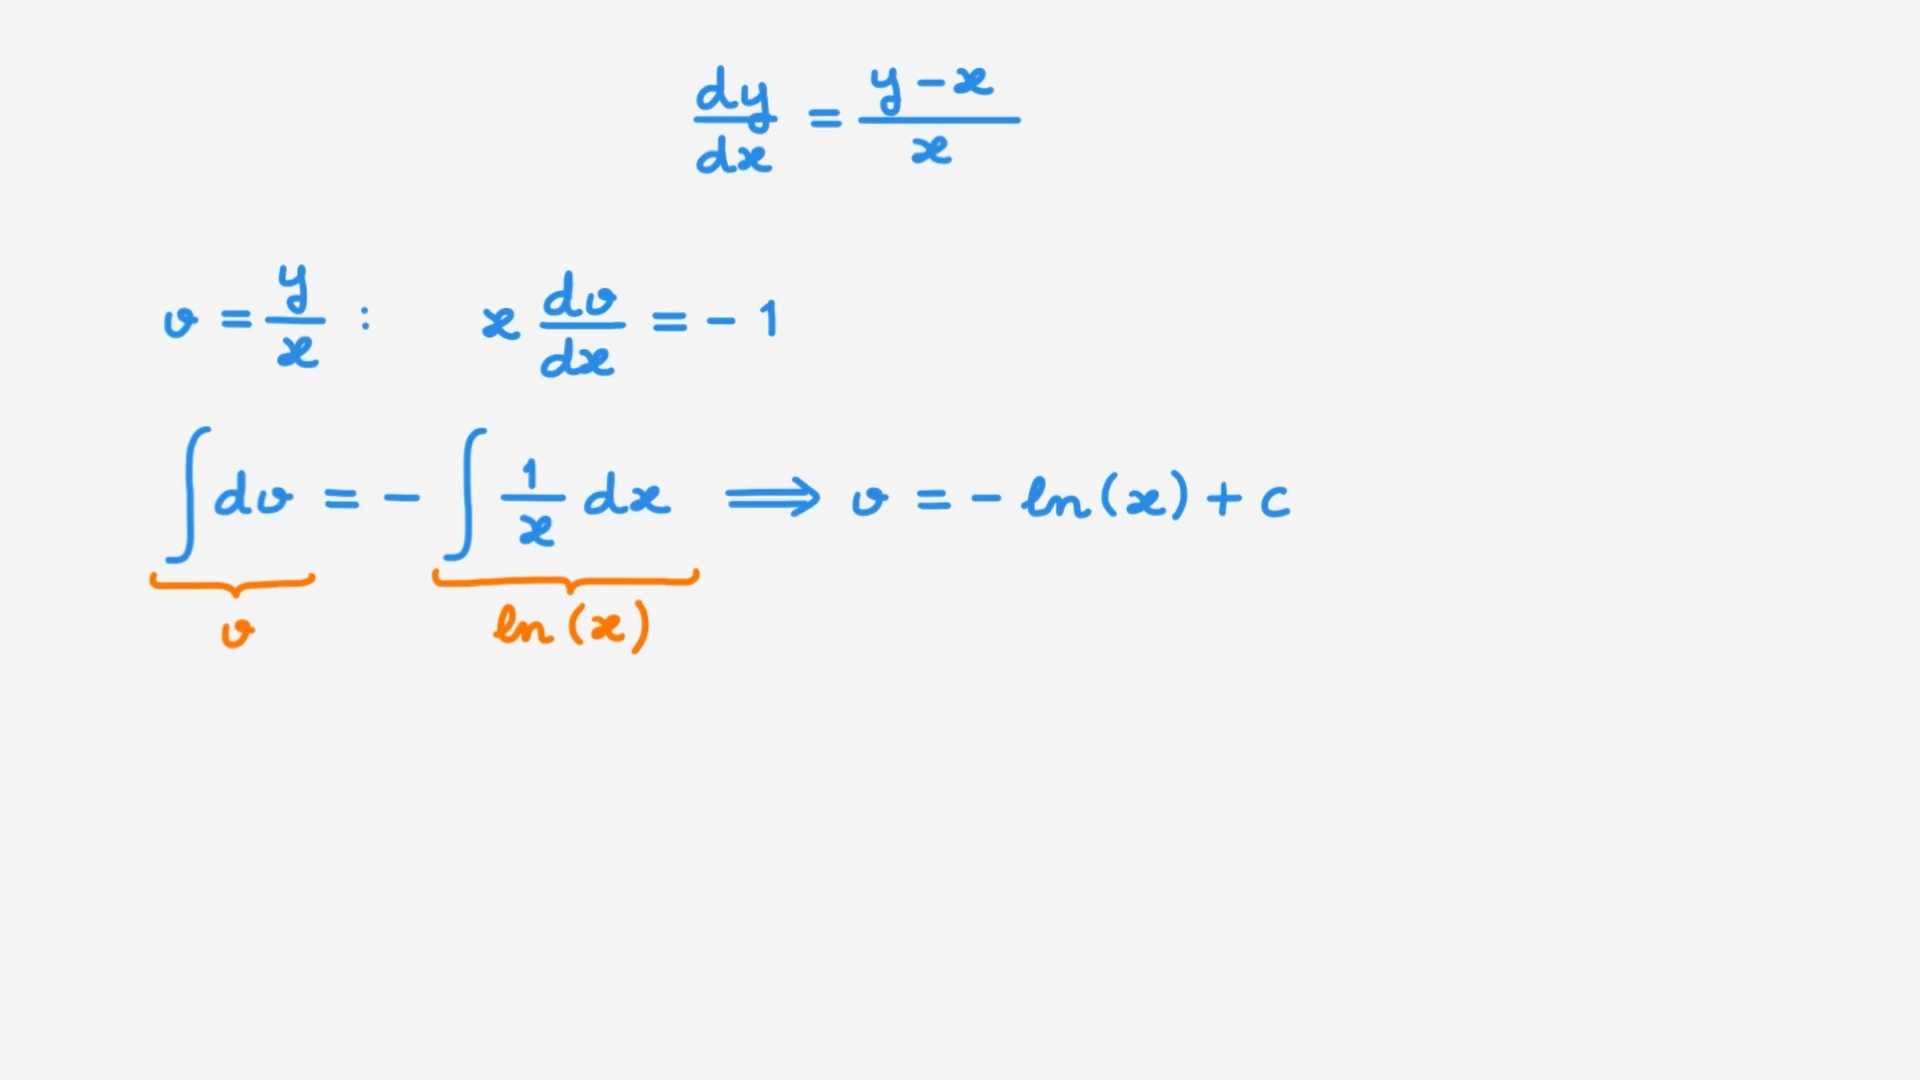 dy/dx = (y - x)/x
v = y/x : x dv/dx = - 1
∫ dv = - ∫ 1/x dx ⟹ v = - ln(x) + c
v ln(x)